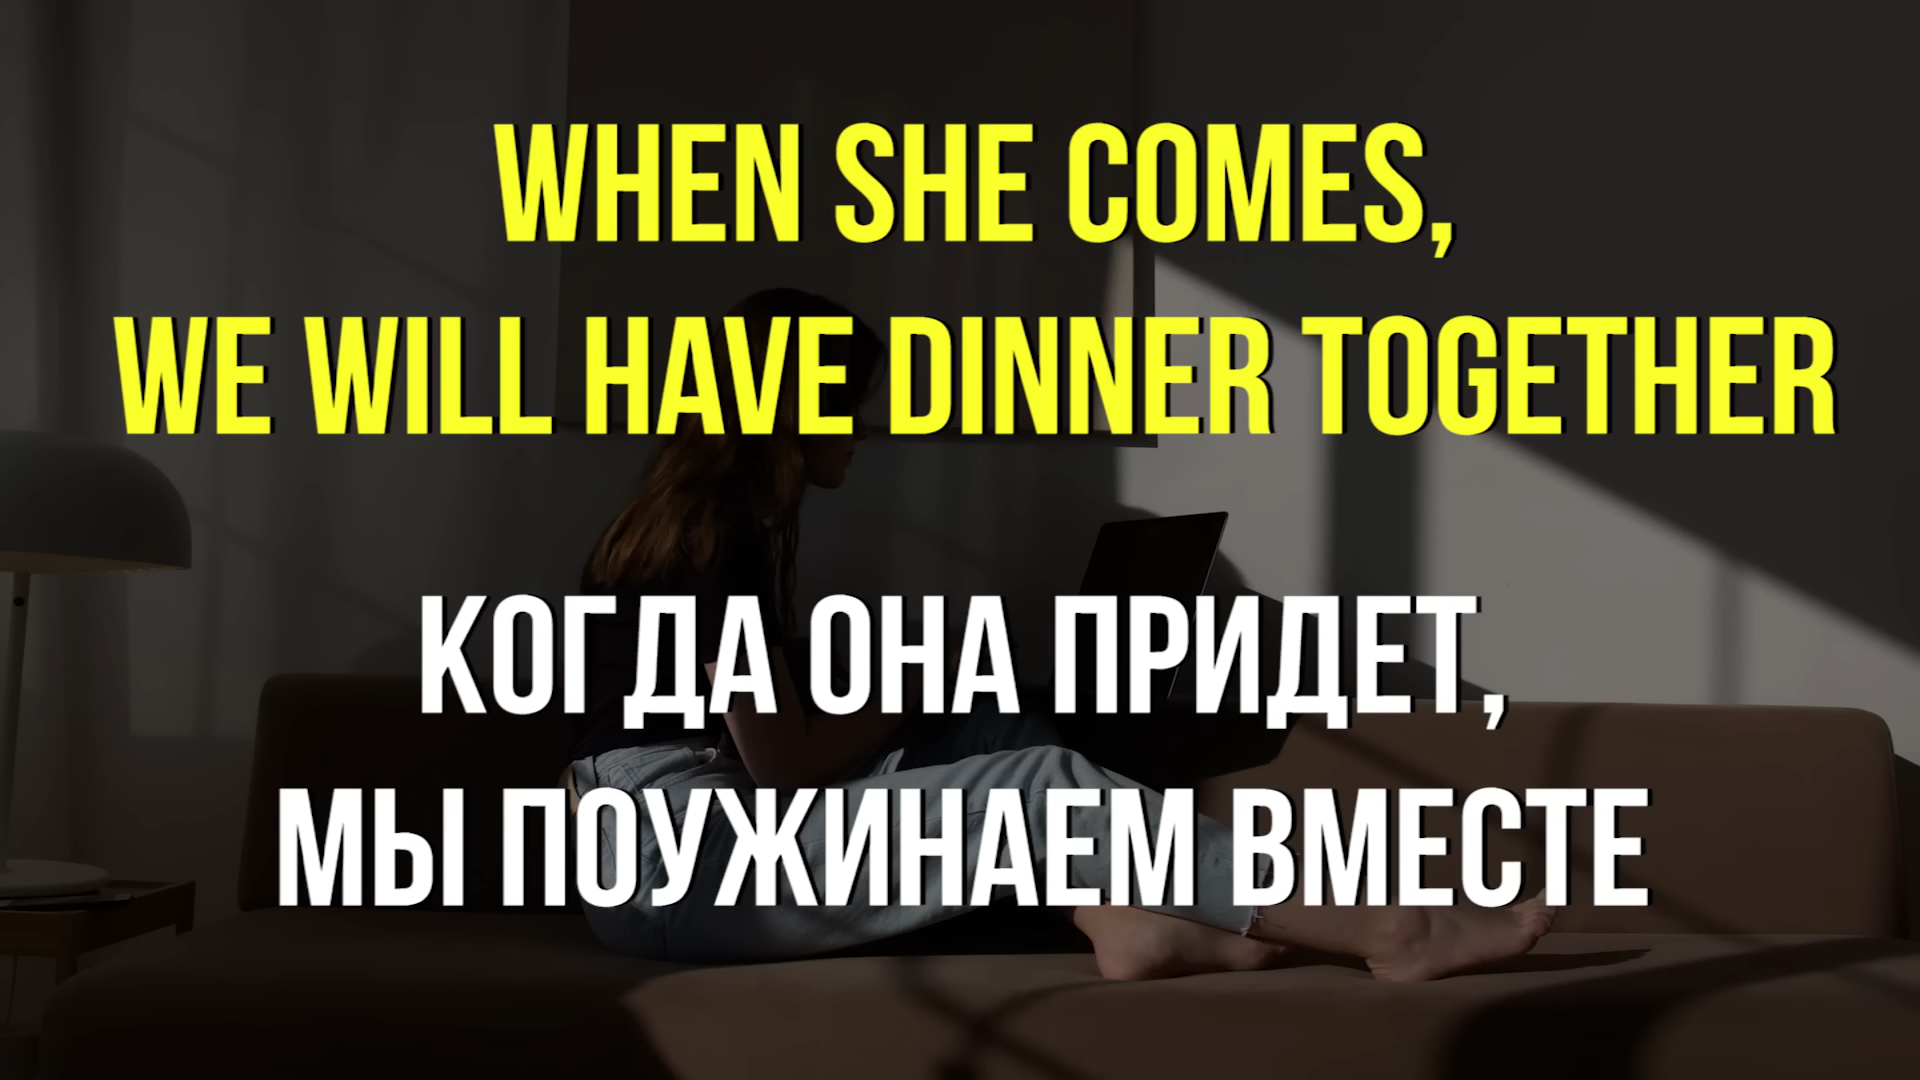 WHEN SHE COMES,
WE WILL HAVE DINNER TOGETHER
КОГДА ОНА ПРИДЕТ,
МЫ ПОУЖИНАЕМ ВМЕСТЕ